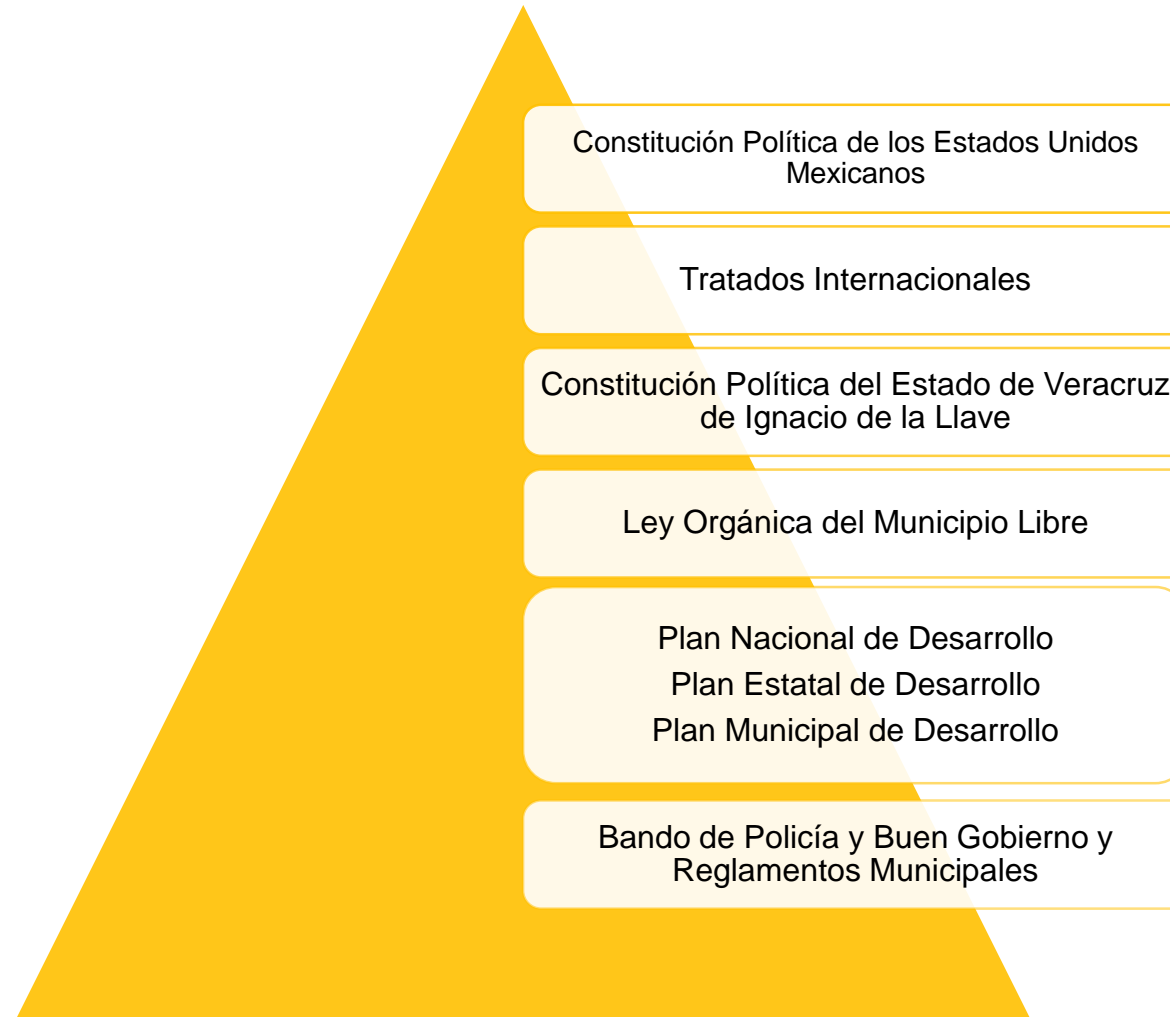 Constitución Política de los Estados Unidos
Mexicanos
Tratados Internacionales
Constitución Política del Estado de Veracruz
de Ignacio de la Llave
Ley Orgánica del Municipio Libre
Plan Nacional de Desarrollo
Plan Estatal de Desarrollo
Plan Municipal de Desarrollo
Bando de Policía y Buen Gobierno y
Reglamentos Municipales